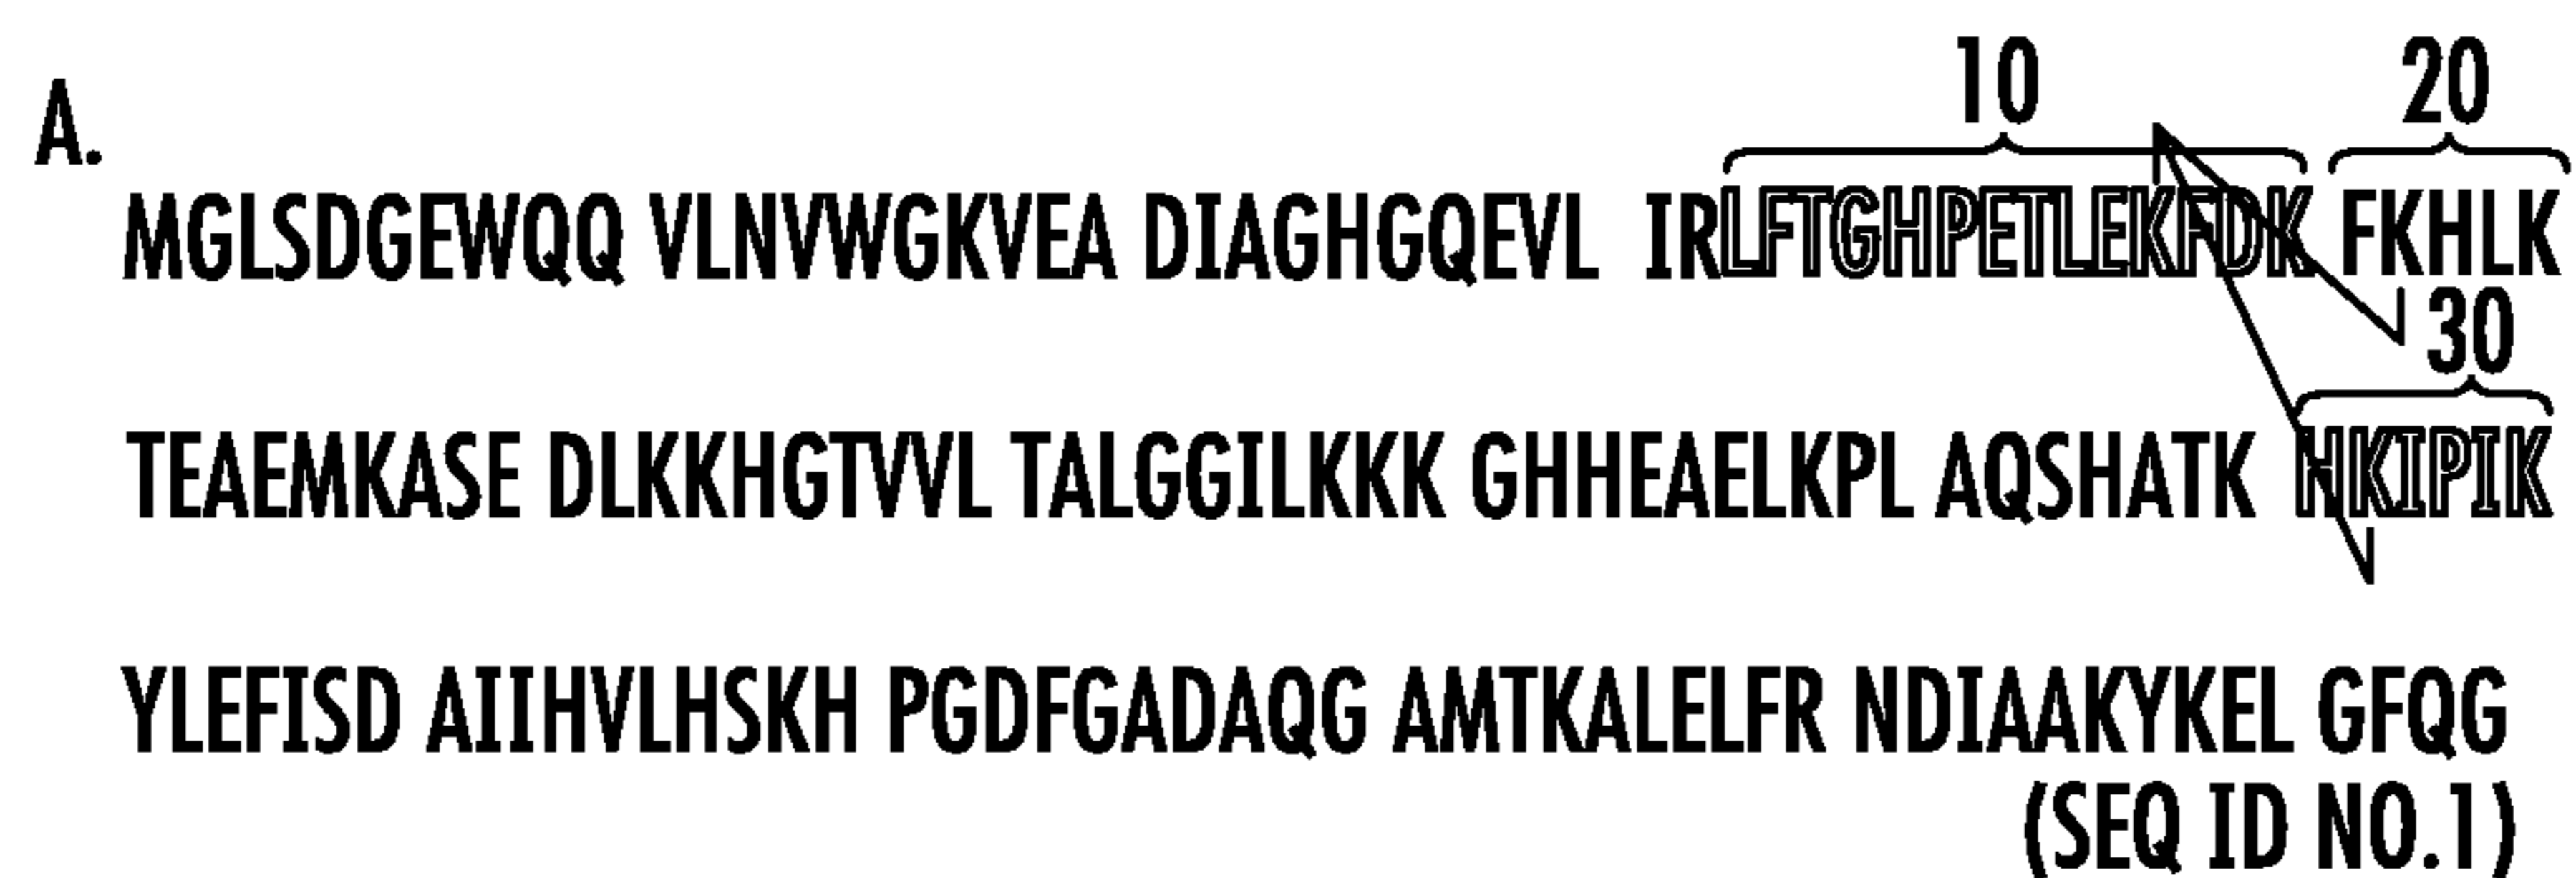 10 20
A.
MGLSDGEWQQ VLNVWGKVEA DIAGHGQEVL IRLFTGHPETLEKFDK FKHLK
30
TEAEMKASE DLKKHGTVVL TALGGILKKK GHHEAELKPL AQSHATK HKIPIK
YLEFISD AIIHVLHSKH PGDFGADAQG AMTKALELFR NDIAAKYKEL GFQG
(SEQ ID NO.1)